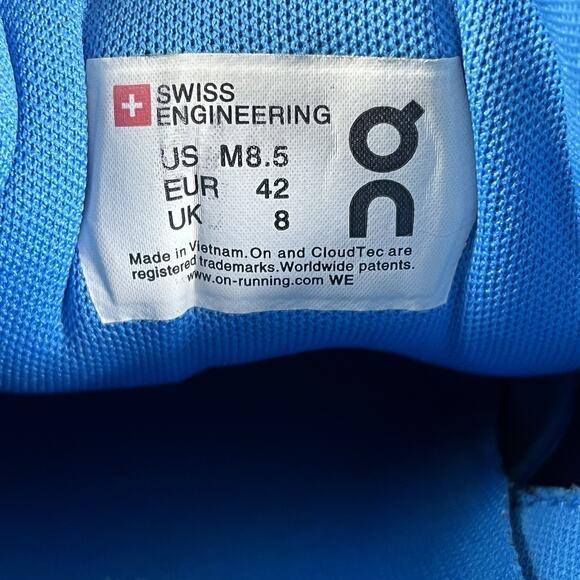 SWISS
ENGINEERING
US M8.5
EUR 42
UK 8
Made in Vietnam.On and CloudTec are
registered trademarks.Worldwide patents.
www.on-running.com WE
On